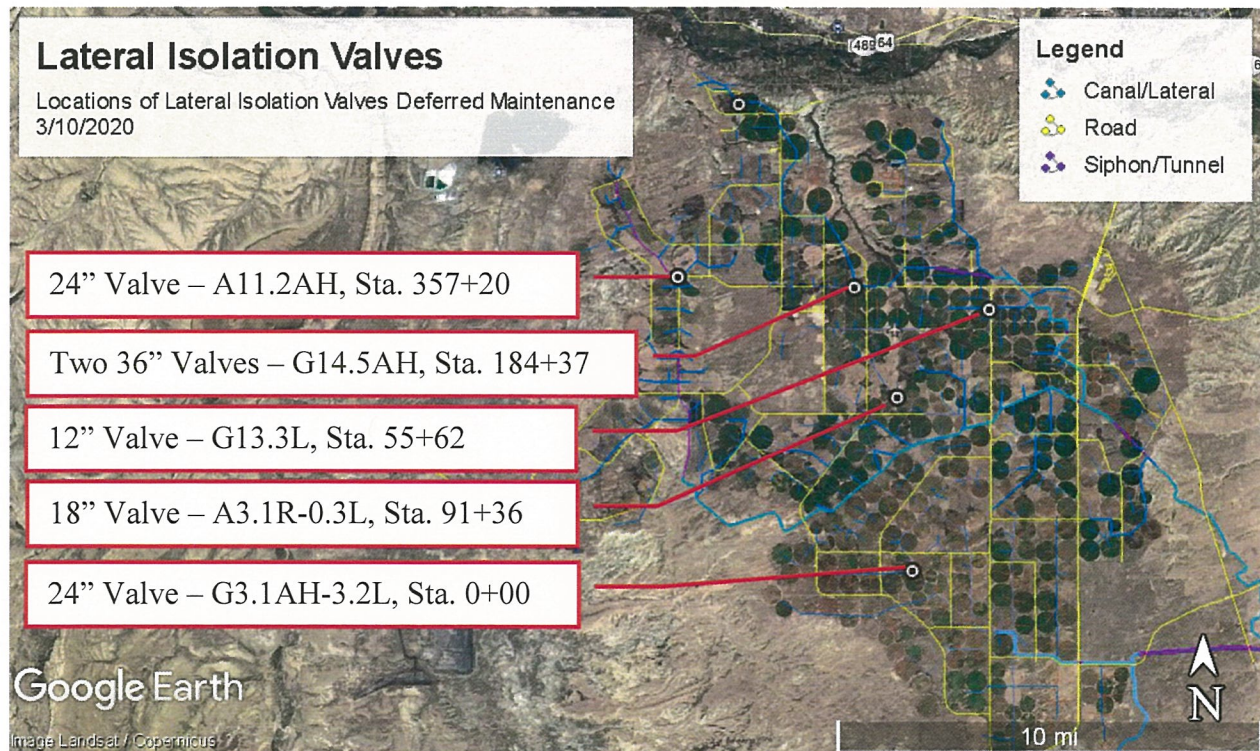 Lateral Isolation Valves
Locations of Lateral Isolation Valves Deferred Maintenance
3/10/2020
64
Legend
Canal/Lateral
Road
Siphon/Tunnel
24” Valve – A11.2AH, Sta. 357+20
Two 36” Valves – G14.5AH, Sta. 184+37
12” Valve – G13.3L, Sta. 55+62
18” Valve – A3.1R-0.3L, Sta. 91+36
24” Valve – G3.1AH-3.2L, Sta. 0+00
Google Earth
Image Landsat / Copernicus
N
10 mi